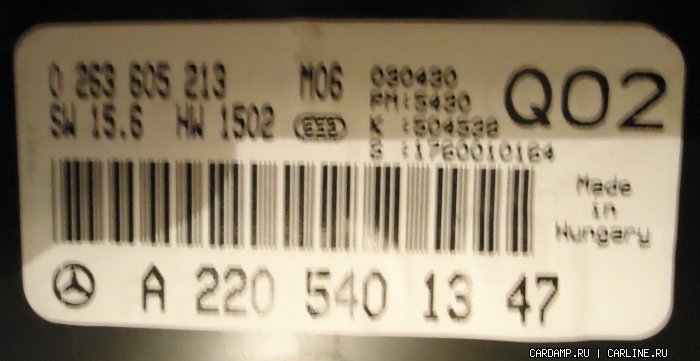 0 263 605 213 M06 030430 Q02
PM:5430
SW 15.6 HW 1502 K :504538
S :1760010164
Made
in
Hungary
A 220 540 13 47
CARDAMP.RU | CARLINE.RU